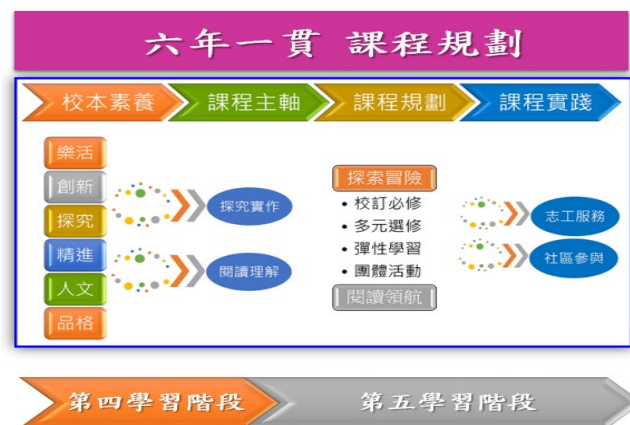 六年一貫 課程規劃
校本素養 課程主軸 課程規劃 課程實踐
樂活
創新
探究
精進
人文
品格
探究實作
閱讀理解
探索冒險
• 校訂必修
• 多元選修
• 彈性學習
• 團體活動
閱讀領航
志工服務
社區參與
第四學習階段 第五學習階段